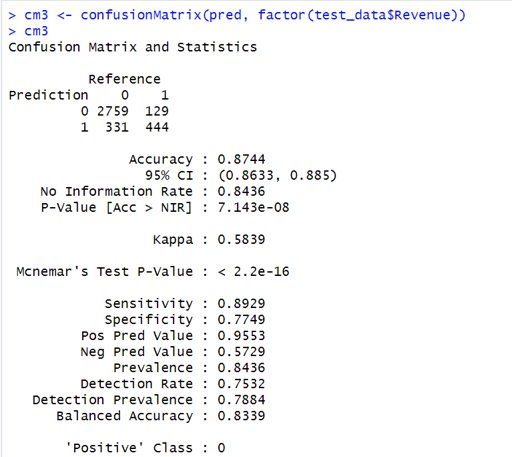 > cm3 <- confusionMatrix(pred, factor(test_data$Revenue))
> cm3
Confusion Matrix and Statistics
Reference
Prediction 0 1
0 2759 129
1 331 444
Accuracy : 0.8744
95% CI : (0.8633, 0.885)
No Information Rate : 0.8436
P-Value [Acc > NIR] : 7.143e-08
Kappa : 0.5839
Mcnemar's Test P-Value : < 2.2e-16
Sensitivity : 0.8929
Specificity : 0.7749
Pos Pred Value : 0.9553
Neg Pred Value : 0.5729
Prevalence : 0.8436
Detection Rate : 0.7532
Detection Prevalence : 0.7884
Balanced Accuracy : 0.8339
'Positive' Class : 0